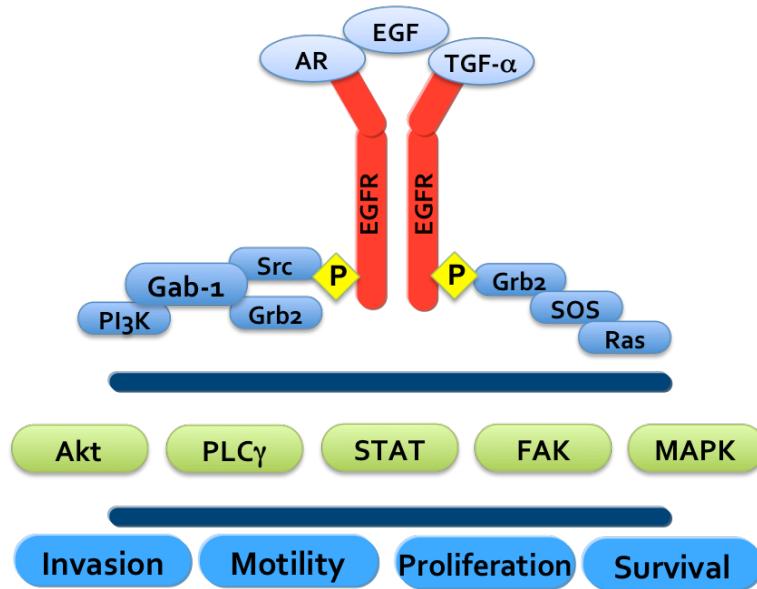 EGF
AR
TGF-α
EGFR
EGFR
Src
P
P
Grb2
Gab-1
SOS
PI3K
Grb2
Ras
Akt
PLCγ
STAT
FAK
MAPK
Invasion
Motility
Proliferation
Survival